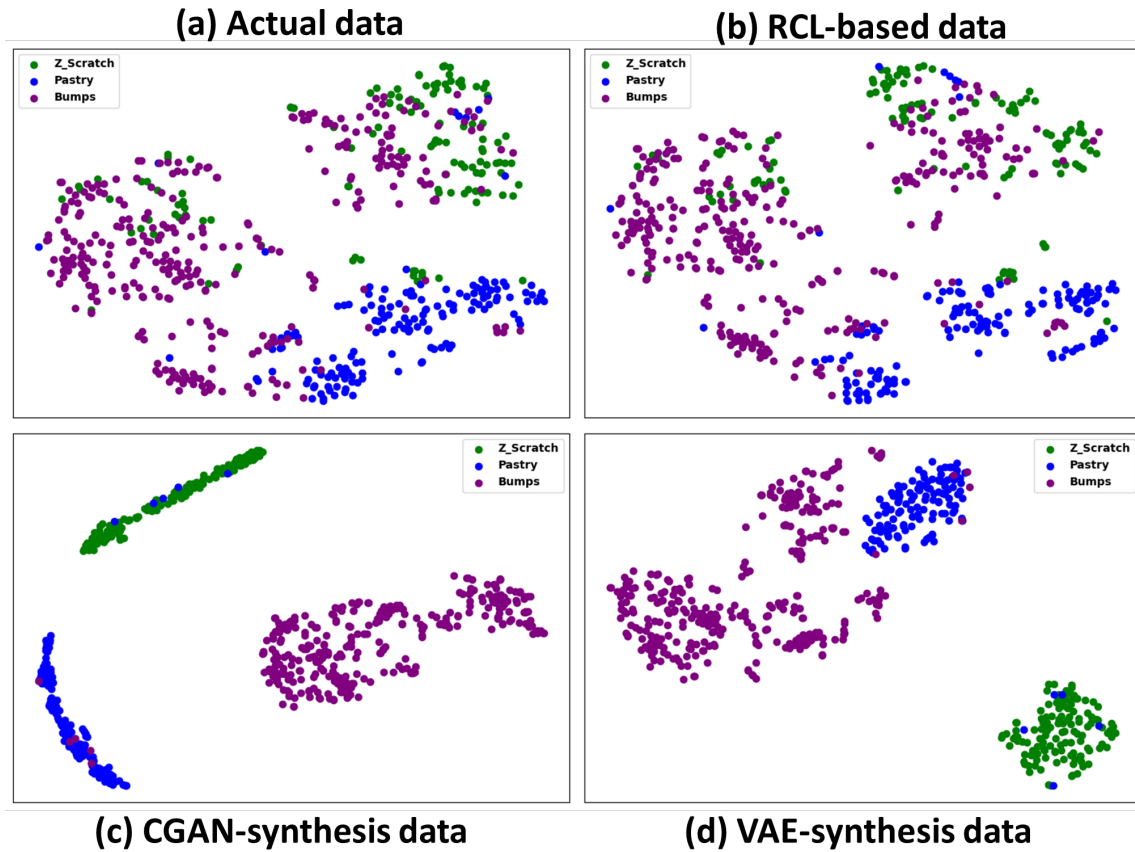 (a) Actual data
(b) RCL-based data
Z_Scratch
Pastry
Bumps
Z_Scratch
Pastry
Bumps
Z_Scratch
Pastry
Bumps
Z_Scratch
Pastry
Bumps
(c) CGAN-synthesis data
(d) VAE-synthesis data